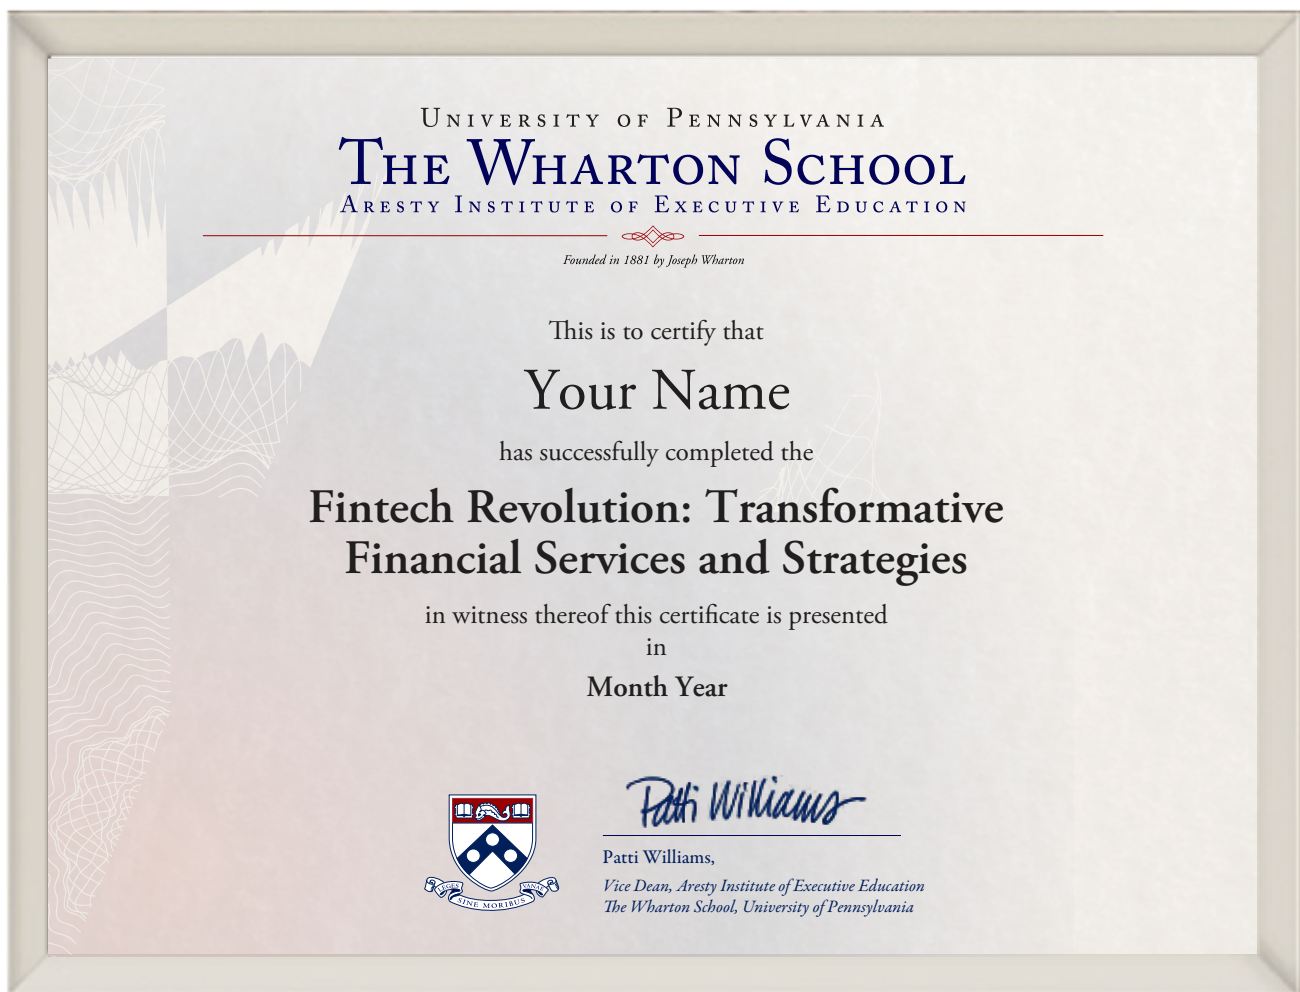 UNIVERSITY OF PENNSYLVANIA
THE WHARTON SCHOOL
ARESTY INSTITUTE OF EXECUTIVE EDUCATION
Founded in 1881 by Joseph Wharton
This is to certify that
Your Name
has successfully completed the
Fintech Revolution: Transformative
Financial Services and Strategies
in witness thereof this certificate is presented
in
Month Year
Patti Williams
LEGES SINE MORIBUS VANAE
Patti Williams,
Vice Dean, Aresty Institute of Executive Education
The Wharton School, University of Pennsylvania